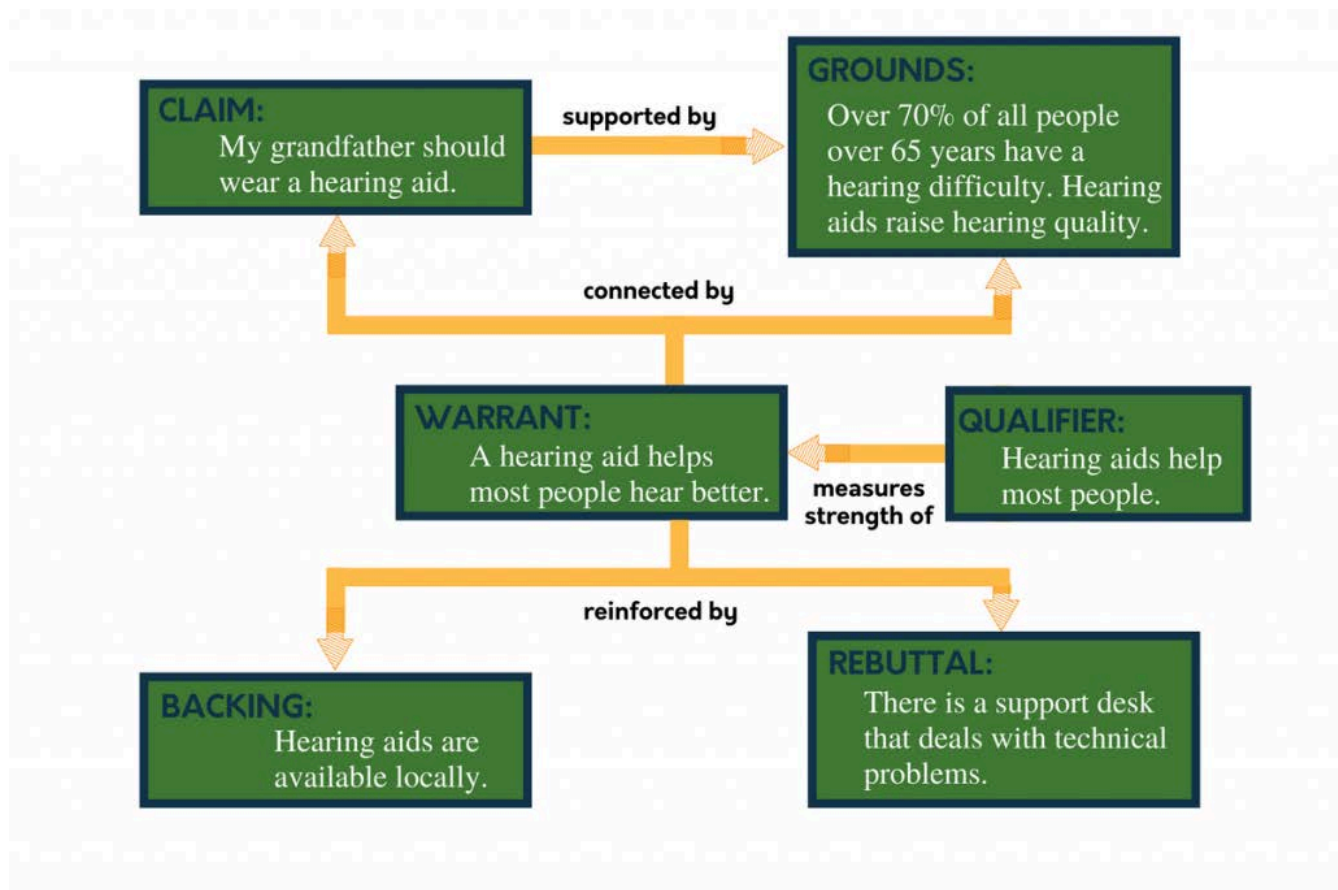 CLAIM:
My grandfather should
wear a hearing aid.
supported by
GROUNDS:
Over 70% of all people
over 65 years have a
hearing difficulty. Hearing
aids raise hearing quality.
connected by
WARRANT:
A hearing aid helps
most people hear better.
measures
strength of
QUALIFIER:
Hearing aids help
most people.
reinforced by
BACKING:
Hearing aids are
available locally.
REBUTTAL:
There is a support desk
that deals with technical
problems.